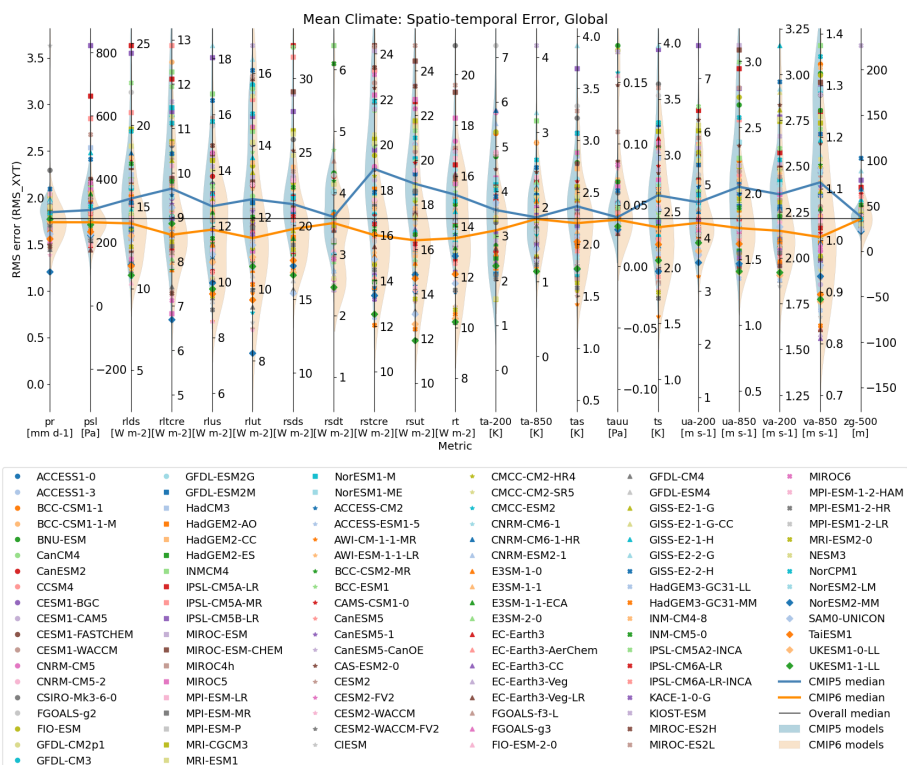 Mean Climate: Spatio-temporal Error, Global
RMS error (RMS_XYT)
3.5
3.0
2.5
2.0
1.5
1.0
0.5
0.0
800
600
400
200
0
−200
25
20
15
10
5
13
12
11
10
9
8
7
6
5
18
16
14
12
10
8
6
16
14
12
10
8
30
25
20
15
10
6
5
4
3
2
1
24
22
20
18
16
14
12
10
24
22
20
18
16
14
12
10
20
18
16
14
12
10
8
7
6
5
4
3
2
1
0
3
2
1
0
4.0
3.5
3.0
2.5
2.0
1.5
1.0
0.5
0.15
0.10
0.05
0.00
−0.05
−0.10
4.0
3.5
3.0
2.5
2.0
1.5
1.0
7
6
5
4
3
2
1
3.0
2.5
2.0
1.5
1.0
0.5
3.25
3.00
2.75
2.50
2.25
2.00
1.75
1.50
1.25
1.4
1.3
1.2
1.1
1.0
0.9
0.8
0.7
200
150
100
50
0
−50
−100
−150
pr psl rlds rltcre rlus rlut rsds rsdt rstcre rsut rt ta-200 ta-850 tas tauu ts ua-200 ua-850 va-200 va-850 zg-500
[mm d-1] [Pa] [W m-2] [W m-2] [W m-2] [W m-2] [W m-2] [W m-2] [W m-2] [W m-2] [W m-2] [K] [K] [K] [Pa] [K] [m s-1] [m s-1] [m s-1] [m s-1] [m]
Metric
ACCESS1-0
ACCESS1-3
BCC-CSM1-1
BCC-CSM1-1-M
BNU-ESM
CanCM4
CanESM2
CCSM4
CESM1-BGC
CESM1-CAM5
CESM1-FASTCHEM
CESM1-WACCM
CNRM-CM5
CNRM-CM5-2
CSIRO-Mk3-6-0
FGOALS-g2
FIO-ESM
GFDL-CM2p1
GFDL-CM3
GFDL-ESM2G
GFDL-ESM2M
HadCM3
HadGEM2-AO
HadGEM2-CC
HadGEM2-ES
INMCM4
IPSL-CM5A-LR
IPSL-CM5A-MR
IPSL-CM5B-LR
MIROC-ESM
MIROC-ESM-CHEM
MIROC4h
MIROC5
MPI-ESM-LR
MPI-ESM-MR
MPI-ESM-P
MRI-CGCM3
MRI-ESM1
NorESM1-M
NorESM1-ME
ACCESS-CM2
ACCESS-ESM1-5
AWI-CM-1-1-MR
AWI-ESM-1-1-LR
BCC-CSM2-MR
BCC-ESM1
CAMS-CSM1-0
CanESM5
CanESM5-1
CanESM5-CanOE
CAS-ESM2-0
CESM2
CESM2-FV2
CESM2-WACCM
CESM2-WACCM-FV2
CIESM
CMCC-CM2-HR4
CMCC-CM2-SR5
CMCC-ESM2
CNRM-CM6-1
CNRM-CM6-1-HR
CNRM-ESM2-1
E3SM-1-0
E3SM-1-1
E3SM-1-1-ECA
E3SM-2-0
EC-Earth3
EC-Earth3-AerChem
EC-Earth3-CC
EC-Earth3-Veg
EC-Earth3-Veg-LR
FGOALS-f3-L
FGOALS-g3
FIO-ESM-2-0
GFDL-CM4
GFDL-ESM4
GISS-E2-1-G
GISS-E2-1-G-CC
GISS-E2-1-H
GISS-E2-2-G
GISS-E2-2-H
HadGEM3-GC31-LL
HadGEM3-GC31-MM
INM-CM4-8
INM-CM5-0
IPSL-CM5A2-INCA
IPSL-CM6A-LR
IPSL-CM6A-LR-INCA
KACE-1-0-G
KIOST-ESM
MIROC-ES2H
MIROC-ES2L
MIROC6
MPI-ESM-1-2-HAM
MPI-ESM1-2-HR
MPI-ESM1-2-LR
MRI-ESM2-0
NESM3
NorCPM1
NorESM2-LM
NorESM2-MM
SAM0-UNICON
TaiESM1
UKESM1-0-LL
UKESM1-1-LL
CMIP5 median
CMIP6 median
Overall median
CMIP5 models
CMIP6 models